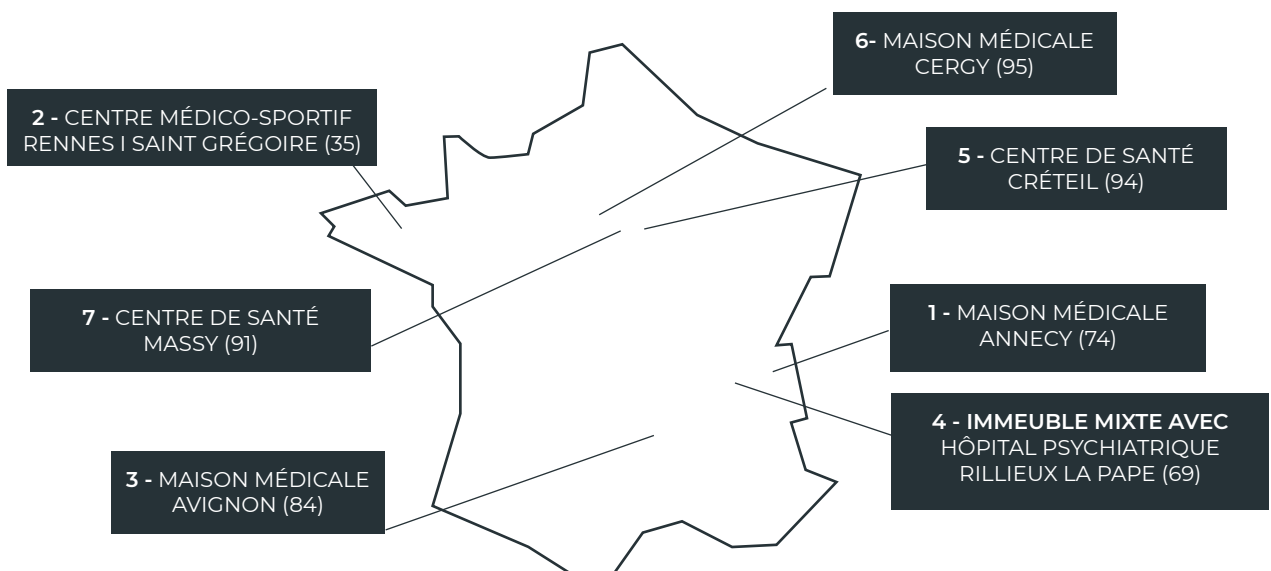 6- MAISON MÉDICALE
CERGY (95)
2 - CENTRE MÉDICO-SPORTIF
RENNES I SAINT GRÉGOIRE (35)
5 - CENTRE DE SANTÉ
CRÉTEIL (94)
7 - CENTRE DE SANTÉ
MASSY (91)
1 - MAISON MÉDICALE
ANNECY (74)
4 - IMMEUBLE MIXTE AVEC
HÔPITAL PSYCHIATRIQUE
RILLIEUX LA PAPE (69)
3 - MAISON MÉDICALE
AVIGNON (84)